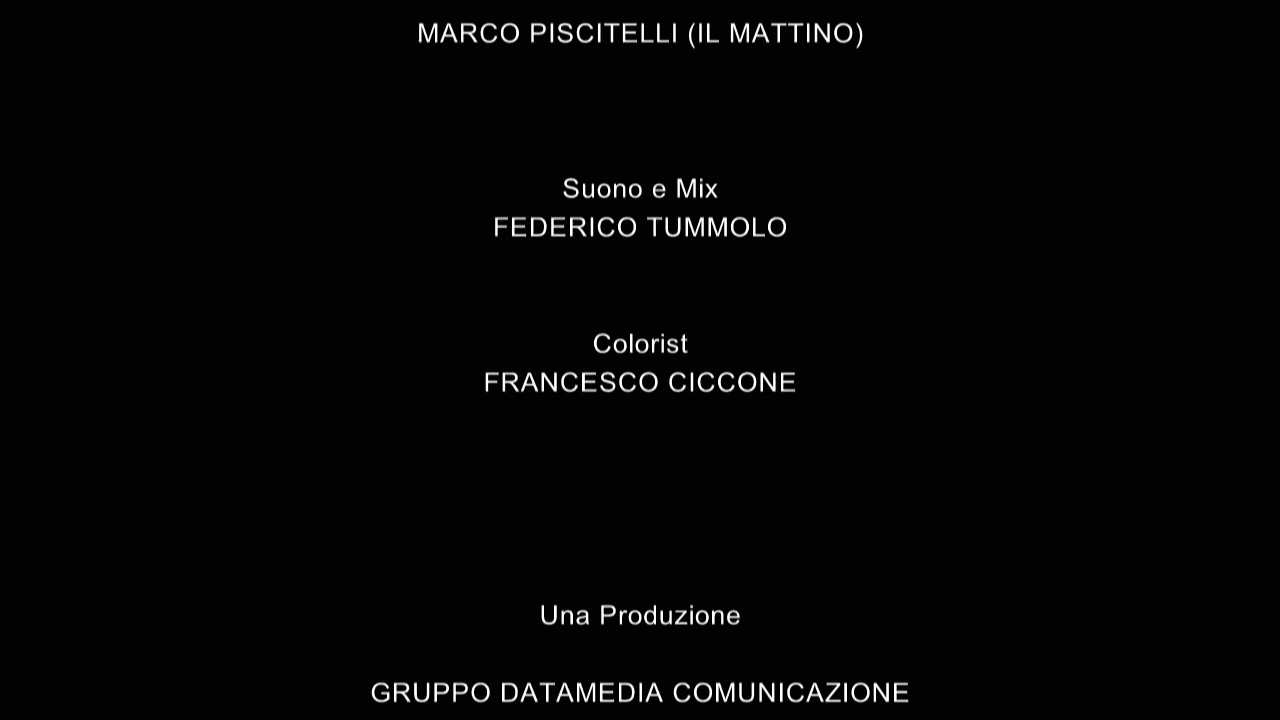 MARCO PISCITELLI (IL MATTINO)
Suono e Mix
FEDERICO TUMMOLO
Colorist
FRANCESCO CICCONE
Una Produzione
GRUPPO DATAMEDIA COMUNICAZIONE